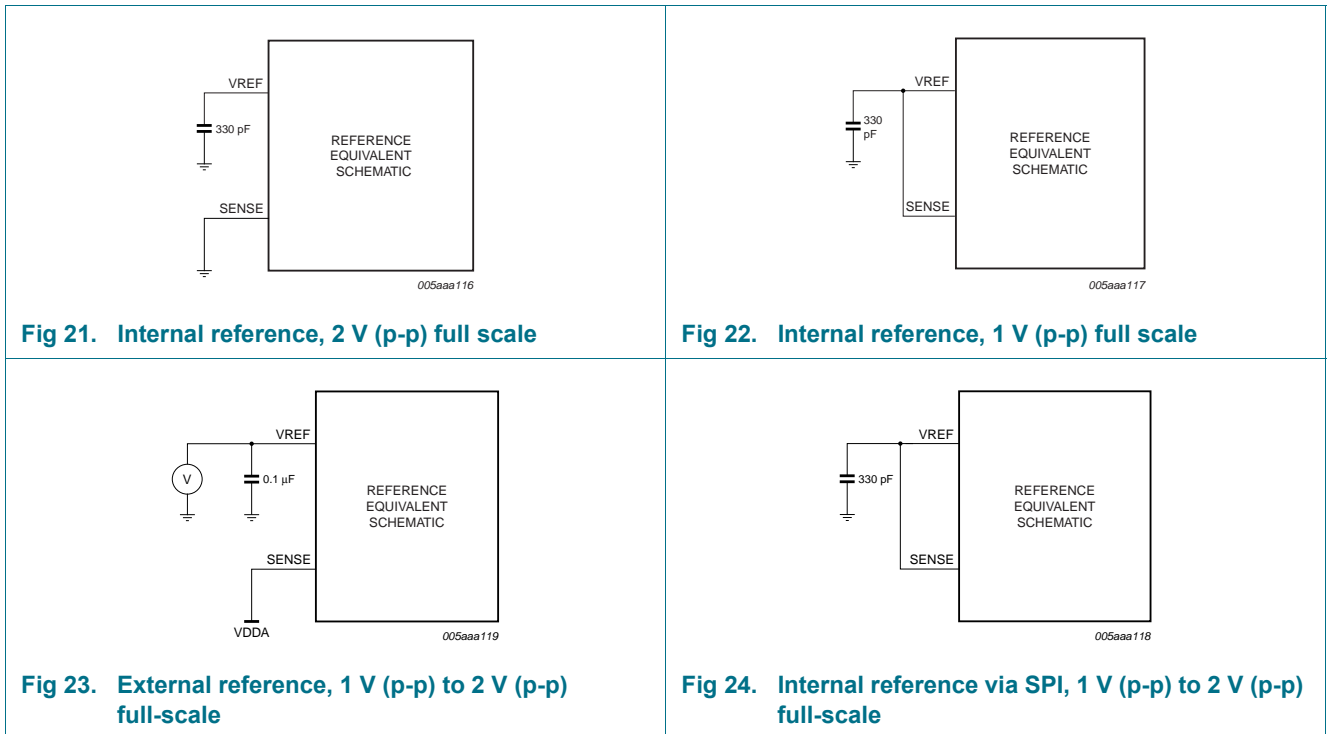 VREF
330 pF
REFERENCE
EQUIVALENT
SCHEMATIC
SENSE
005aaa116
Fig 21. Internal reference, 2 V (p-p) full scale
VREF
330
pF
REFERENCE
EQUIVALENT
SCHEMATIC
SENSE
005aaa117
Fig 22. Internal reference, 1 V (p-p) full scale
VREF
V
0.1 μF
REFERENCE
EQUIVALENT
SCHEMATIC
SENSE
VDDA
005aaa119
Fig 23. External reference, 1 V (p-p) to 2 V (p-p)
full-scale
VREF
330 pF
REFERENCE
EQUIVALENT
SCHEMATIC
SENSE
005aaa118
Fig 24. Internal reference via SPI, 1 V (p-p) to 2 V (p-p)
full-scale